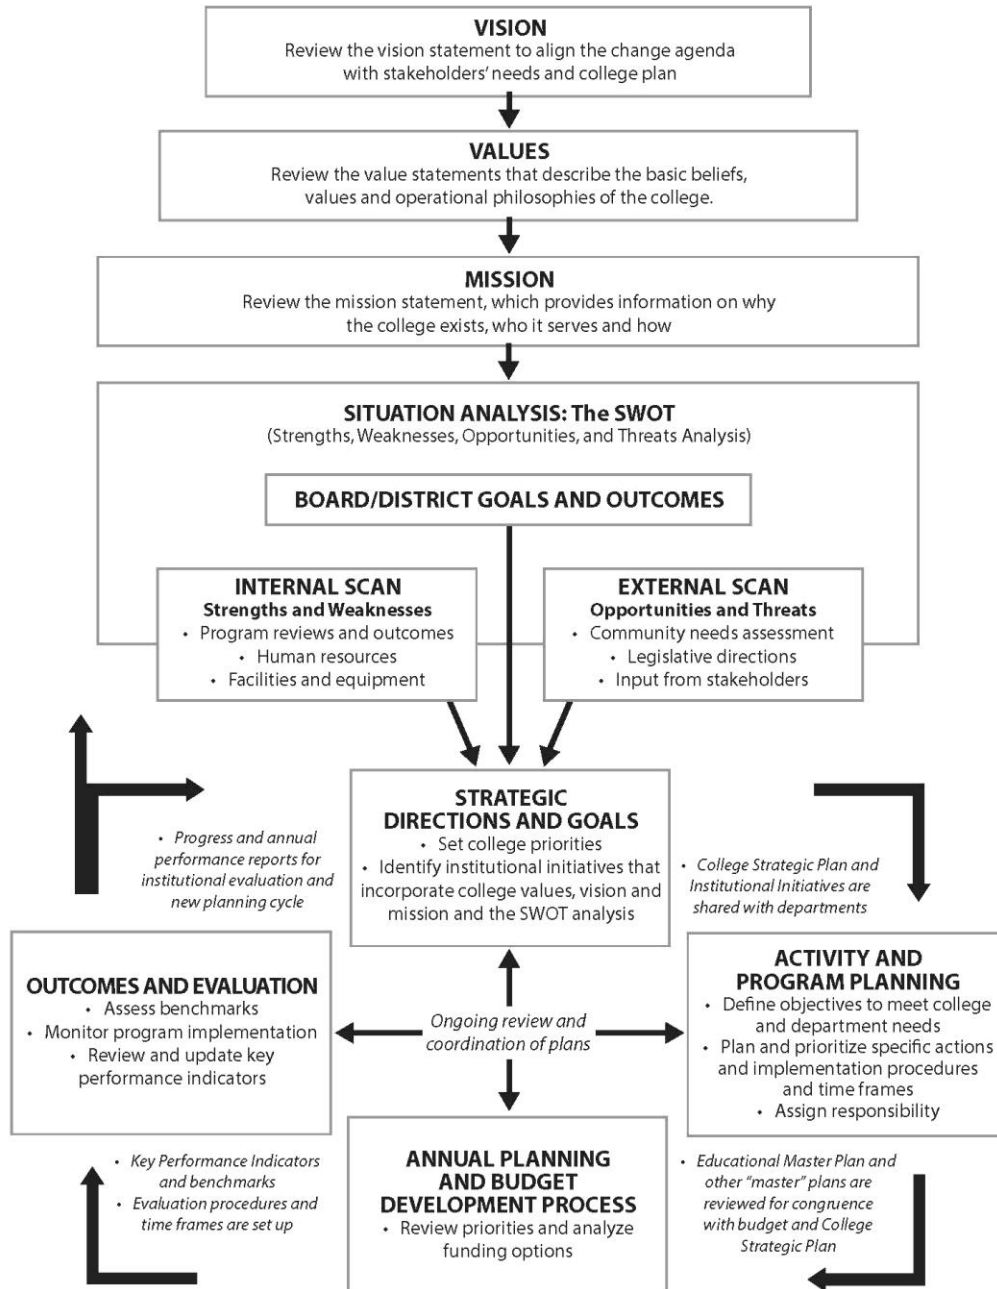 VISION
Review the vision statement to align the change agenda
with stakeholders' needs and college plan
VALUES
Review the value statements that describe the basic beliefs,
values and operational philosophies of the college.
MISSION
Review the mission statement, which provides information on why
the college exists, who it serves and how
SITUATION ANALYSIS: The SWOT
(Strengths, Weaknesses, Opportunities, and Threats Analysis)
BOARD/DISTRICT GOALS AND OUTCOMES
INTERNAL SCAN
Strengths and Weaknesses
• Program reviews and outcomes
• Human resources
• Facilities and equipment
EXTERNAL SCAN
Opportunities and Threats
• Community needs assessment
• Legislative directions
• Input from stakeholders
STRATEGIC
DIRECTIONS AND GOALS
• Set college priorities
• Identify institutional initiatives that
incorporate college values, vision and
mission and the SWOT analysis
• Progress and annual
performance reports for
institutional evaluation and
new planning cycle
• College Strategic Plan and
Institutional Initiatives are
shared with departments
OUTCOMES AND EVALUATION
• Assess benchmarks
• Monitor program implementation
• Review and update key
performance indicators
Ongoing review and
coordination of plans
ACTIVITY AND
PROGRAM PLANNING
• Define objectives to meet college
and department needs
• Plan and prioritize specific actions
and implementation procedures
and time frames
• Assign responsibility
• Key Performance Indicators
and benchmarks
• Evaluation procedures and
time frames are set up
ANNUAL PLANNING
AND BUDGET
DEVELOPMENT PROCESS
• Review priorities and analyze
funding options
• Educational Master Plan and
other "master" plans are
reviewed for congruence
with budget and College
Strategic Plan